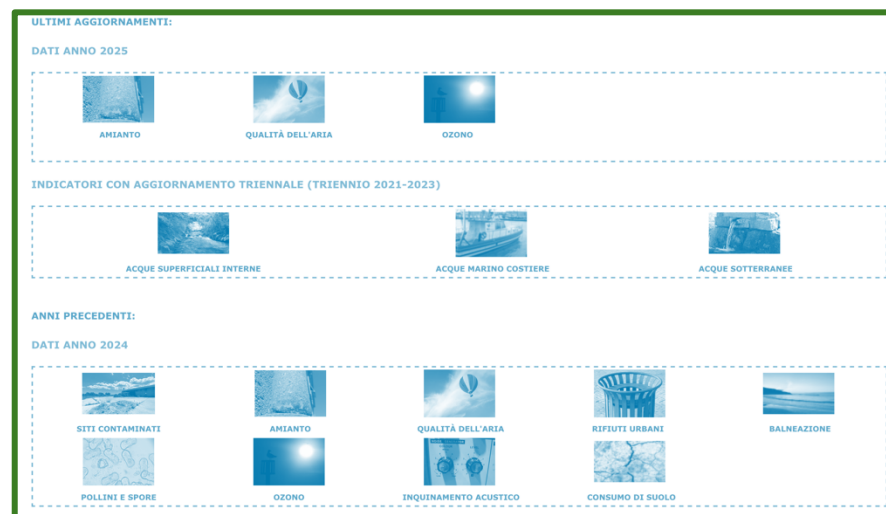 ULTIMI AGGIORNAMENTI:
DATI ANNO 2025
AMIANTO QUALITÀ DELL'ARIA OZONO
INDICATORI CON AGGIORNAMENTO TRIENNALE (TRIENNIO 2021-2023)
ACQUE SUPERFICIALI INTERNE ACQUE MARINO COSTIERE ACQUE SOTTERRANEE
ANNI PRECEDENTI:
DATI ANNO 2024
SITI CONTAMINATI AMIANTO QUALITÀ DELL'ARIA RIFIUTI URBANI BALNEAZIONE
POLLINI E SPORE OZONO INQUINAMENTO ACUSTICO CONSUMO DI SUOLO